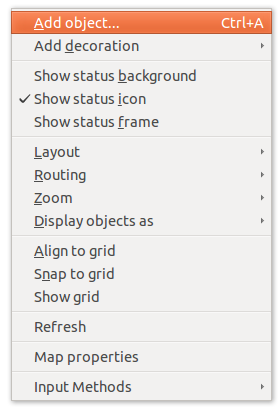 Add object... Ctrl+A
Add decoration
Show status background
Show status icon
Show status frame
Layout
Routing
Zoom
Display objects as
Align to grid
Snap to grid
Show grid
Refresh
Map properties
Input Methods